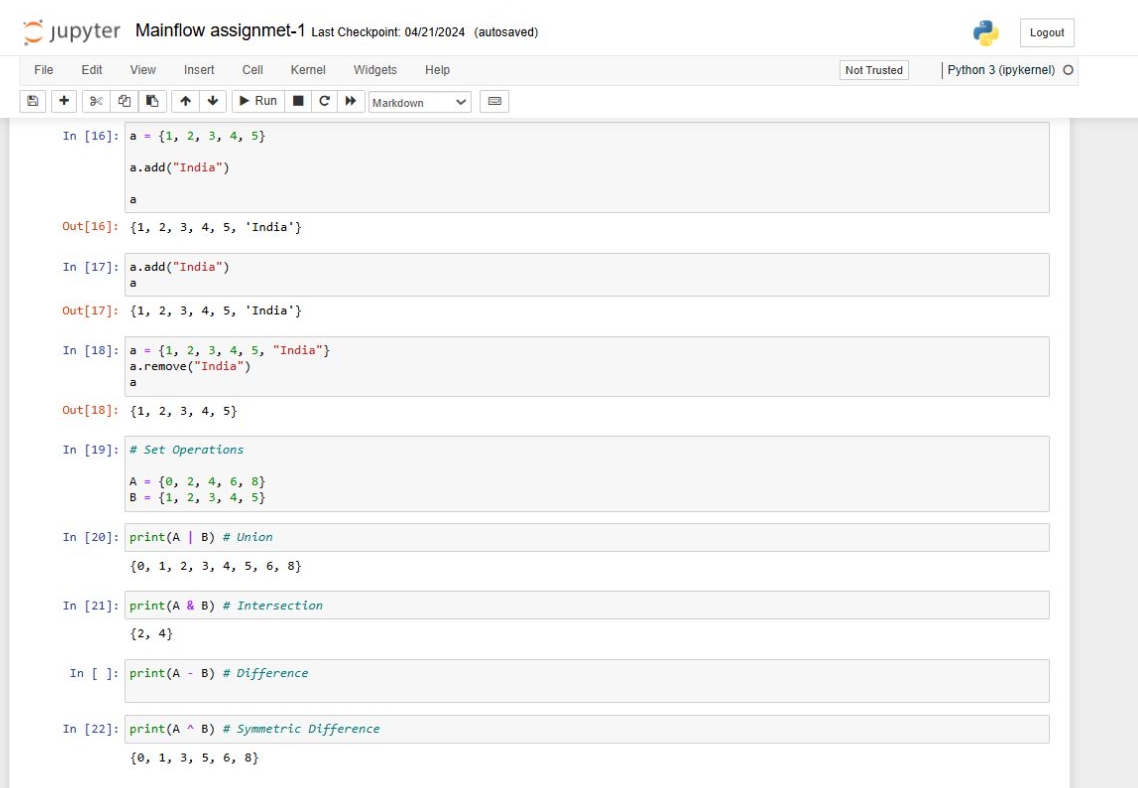 jupyter Mainflow assignmet-1 Last Checkpoint: 04/21/2024 (autosaved)
Logout
File Edit View Insert Cell Kernel Widgets Help
Not Trusted
Python 3 (ipykernel)
Run
Markdown
In [16]: a = {1, 2, 3, 4, 5}
a.add("India")
a
Out[16]: {1, 2, 3, 4, 5, 'India'}
In [17]: a.add("India")
a
Out[17]: {1, 2, 3, 4, 5, 'India'}
In [18]: a = {1, 2, 3, 4, 5, "India"}
a.remove("India")
a
Out[18]: {1, 2, 3, 4, 5}
In [19]: # Set Operations
A = {0, 2, 4, 6, 8}
B = {1, 2, 3, 4, 5}
In [20]: print(A | B) # Union
{0, 1, 2, 3, 4, 5, 6, 8}
In [21]: print(A & B) # Intersection
{2, 4}
In [ ]: print(A - B) # Difference
In [22]: print(A ^ B) # Symmetric Difference
{0, 1, 3, 5, 6, 8}